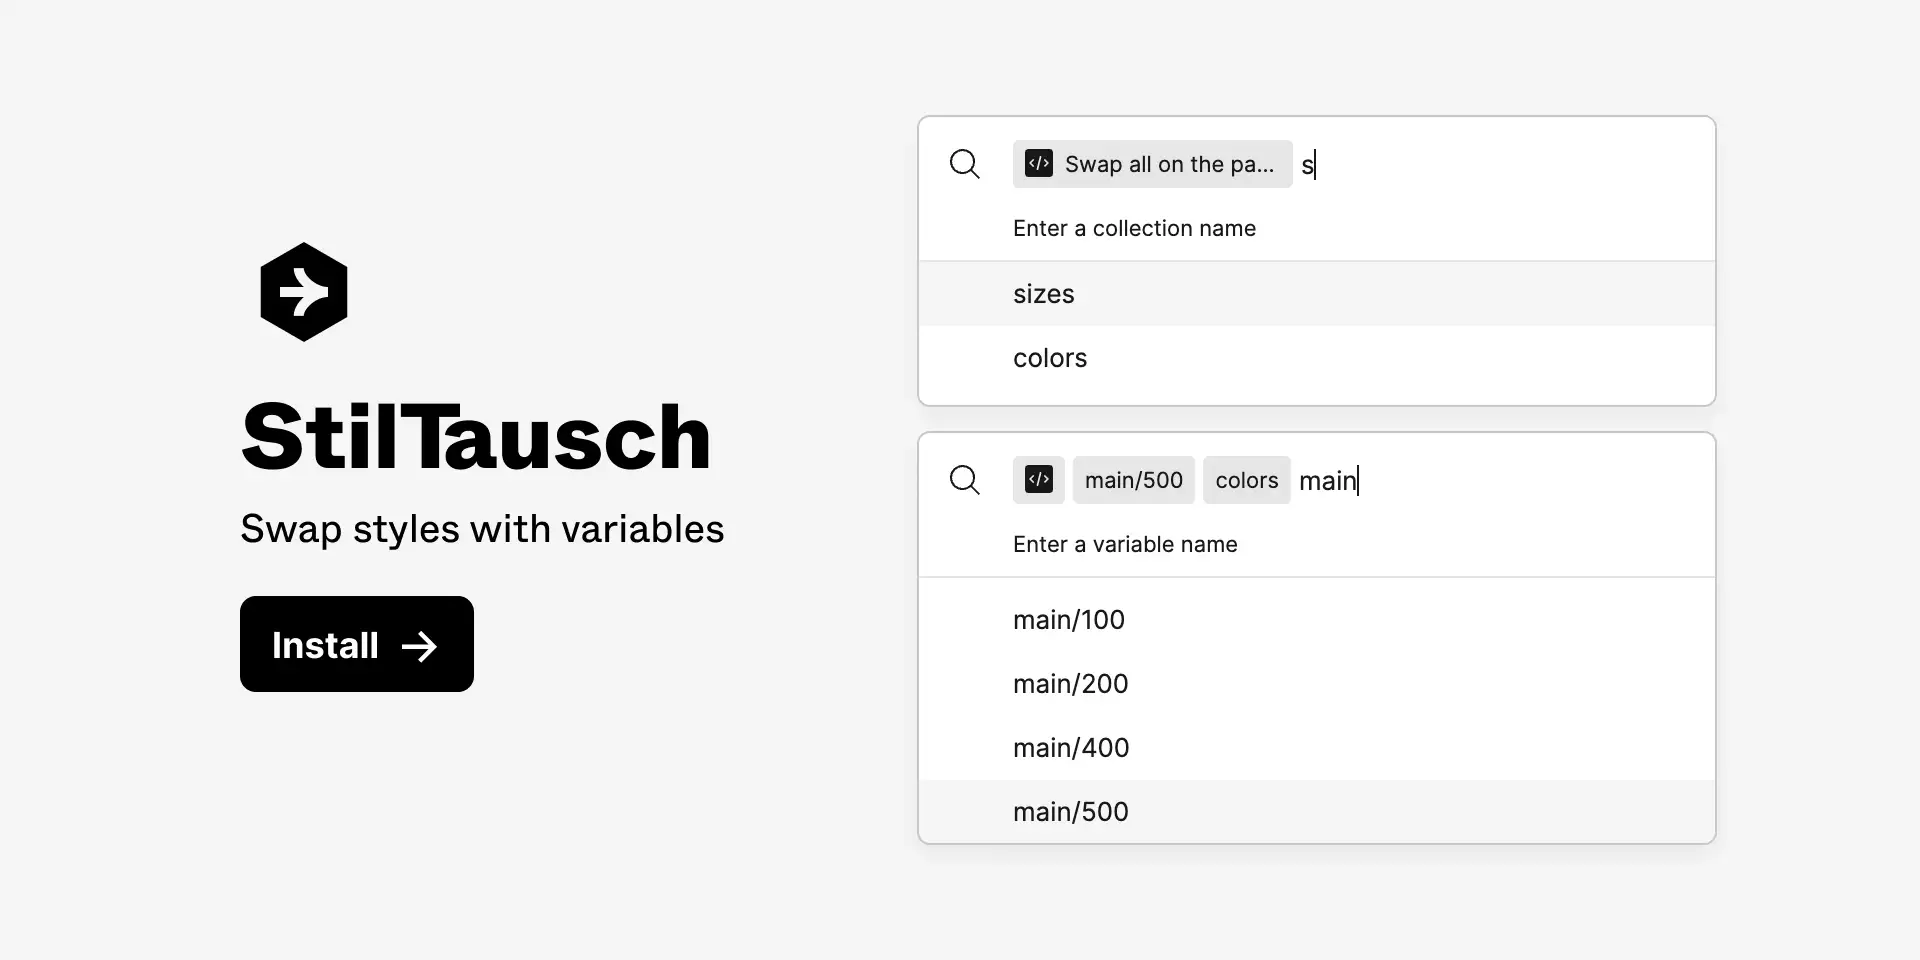 StilTausch
Swap styles with variables
Install →
</> Swap all on the pa... s
Enter a collection name
sizes
colors
</> main/500 colors main
Enter a variable name
main/100
main/200
main/400
main/500